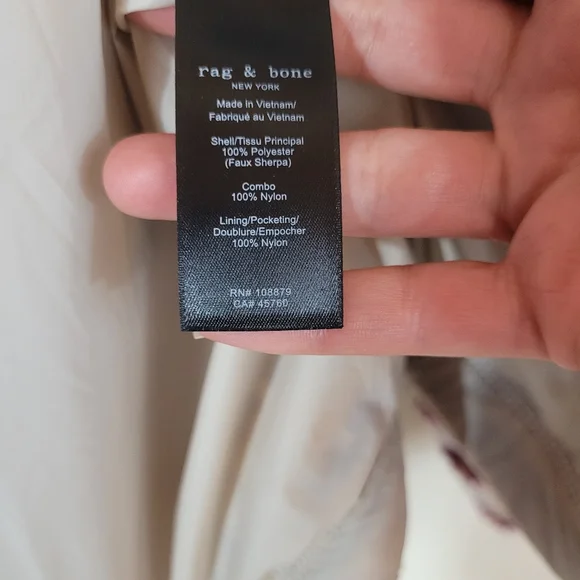 rag & bone
NEW YORK
Made in Vietnam/
Fabriqué au Vietnam
Shell/Tissu Principal
100% Polyester
(Faux Sherpa)
Combo
100% Nylon
Lining/Pocketing/
Doublure/Empocher
100% Nylon
RN# 108879
CA# 45760